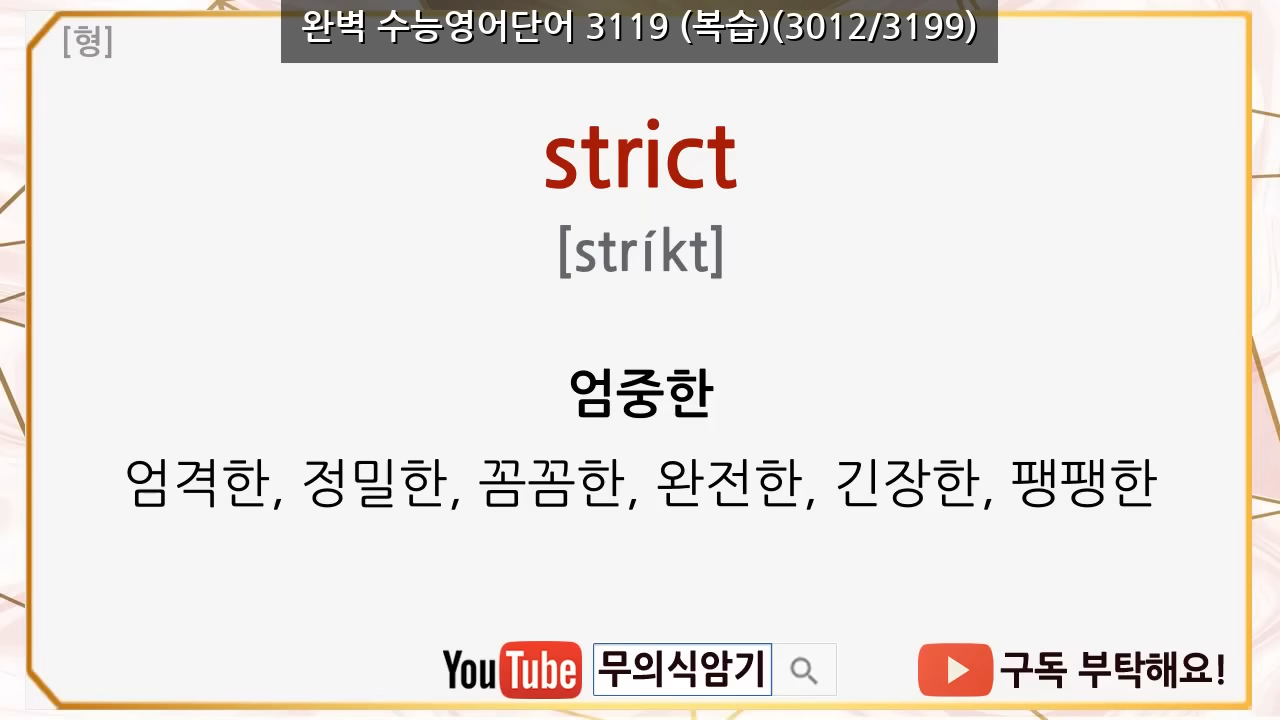 완벽 수능영어단어 3119 (복습)(3012/3199)
[형]
strict
[stríkt]
엄중한
엄격한, 정밀한, 꼼꼼한, 완전한, 긴장한, 팽팽한
YouTube 무의식암기 구독 부탁해요!